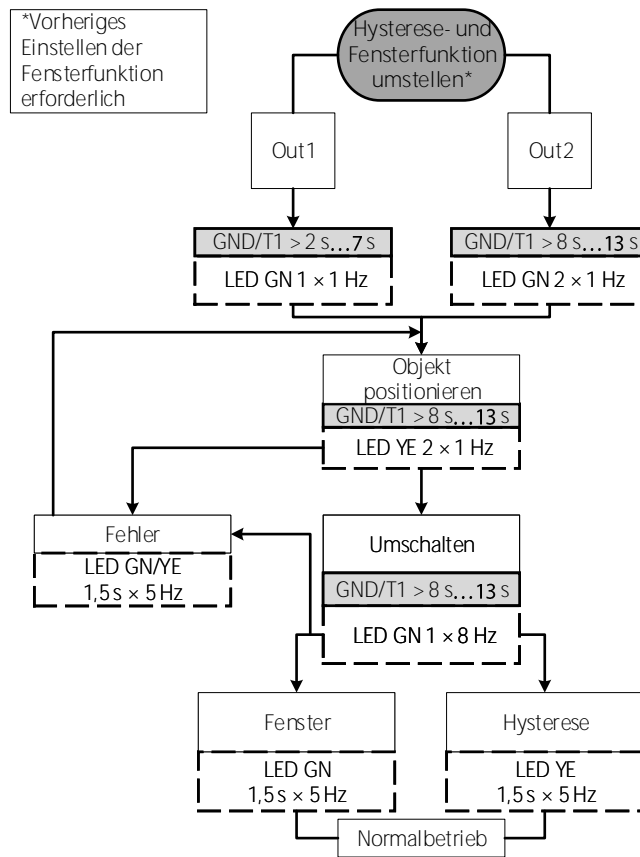 *Vorheriges
Einstellen der
Fensterfunktion
erforderlich
Hysterese- und
Fensterfunktion
umstellen*
Out1
Out2
GND/T1 > 2 s...7 s
LED GN 1 × 1 Hz
GND/T1 > 8 s...13 s
LED GN 2 × 1 Hz
Objekt
positionieren
GND/T1 > 8 s...13 s
LED YE 2 × 1 Hz
Fehler
LED GN/YE
1,5 s × 5 Hz
Umschalten
GND/T1 > 8 s...13 s
LED GN 1 × 8 Hz
Fenster
LED GN
1,5 s × 5 Hz
Hysterese
LED YE
1,5 s × 5 Hz
Normalbetrieb